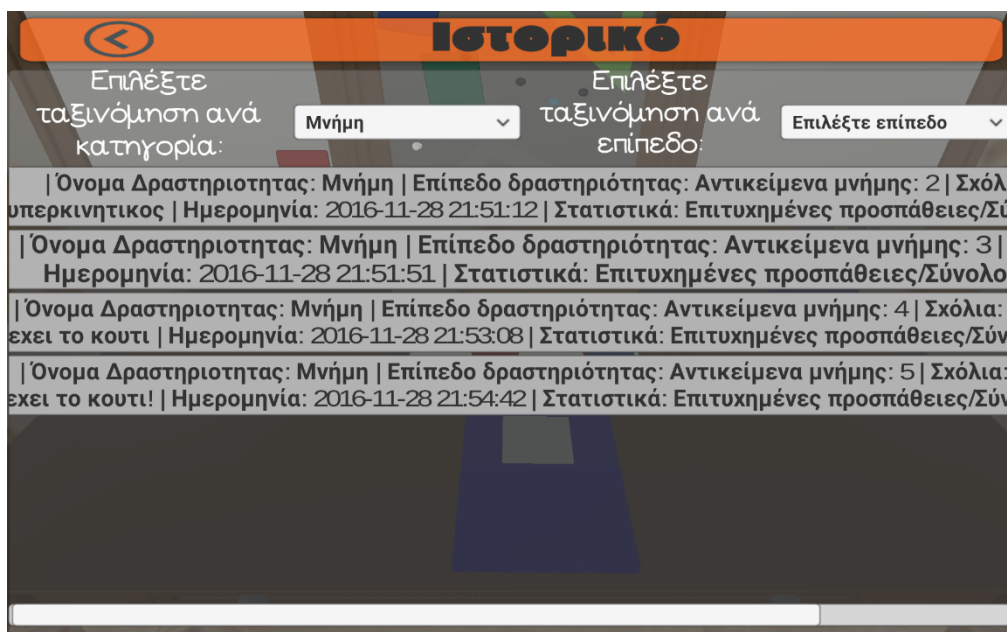 Ιστορικό
Επιλέξτε
ταξινόμηση ανά
κατηγορία:
Μνήμη
Επιλέξτε
ταξινόμηση ανά
επίπεδο:
Επιλέξτε επίπεδο
| Όνομα Δραστηριοτητας: Μνήμη | Επίπεδο δραστηριότητας: Αντικείμενα μνήμης: 2 | Σχόλ
υπερκινητικος | Ημερομηνία: 2016-11-28 21:51:12 | Στατιστικά: Επιτυχημένες προσπάθειες/Σύ
| Όνομα Δραστηριοτητας: Μνήμη | Επίπεδο δραστηριότητας: Αντικείμενα μνήμης: 3 |
Ημερομηνία: 2016-11-28 21:51:51 | Στατιστικά: Επιτυχημένες προσπάθειες/Σύνολο
| Όνομα Δραστηριοτητας: Μνήμη | Επίπεδο δραστηριότητας: Αντικείμενα μνήμης: 4 | Σχόλια:
εχει το κουτι | Ημερομηνία: 2016-11-28 21:53:08 | Στατιστικά: Επιτυχημένες προσπάθειες/Σύν
| Όνομα Δραστηριοτητας: Μνήμη | Επίπεδο δραστηριότητας: Αντικείμενα μνήμης: 5 | Σχόλια:
εχει το κουτι! | Ημερομηνία: 2016-11-28 21:54:42 | Στατιστικά: Επιτυχημένες προσπάθειες/Σύν